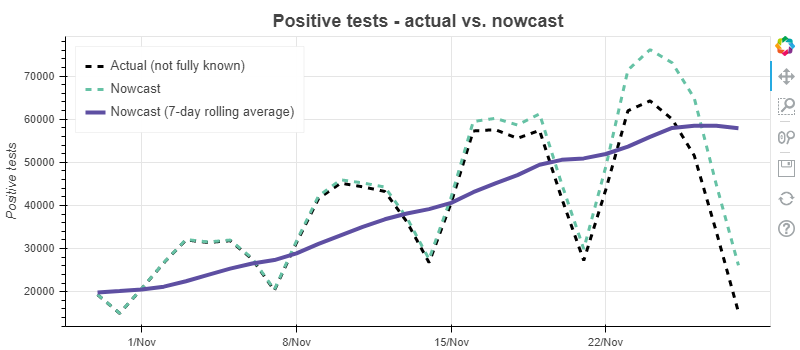 Positive tests - actual vs. nowcast
Actual (not fully known)
Nowcast
Nowcast (7-day rolling average)
Positive tests
70000
60000
50000
40000
30000
20000
1/Nov
8/Nov
15/Nov
22/Nov